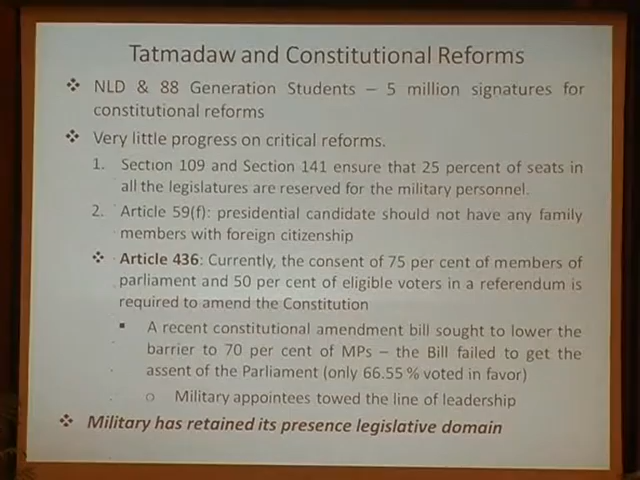 Tatmadaw and Constitutional Reforms
❖ NLD & 88 Generation Students – 5 million signatures for
constitutional reforms
❖ Very little progress on critical reforms.
1. Section 109 and Section 141 ensure that 25 percent of seats in
all the legislatures are reserved for the military personnel.
2. Article 59(f): presidential candidate should not have any family
members with foreign citizenship
❖ Article 436: Currently, the consent of 75 per cent of members of
parliament and 50 per cent of eligible voters in a referendum is
required to amend the Constitution
▪ A recent constitutional amendment bill sought to lower the
barrier to 70 per cent of MPs – the Bill failed to get the
assent of the Parliament (only 66.55 % voted in favor)
o Military appointees towed the line of leadership
❖ Military has retained its presence legislative domain